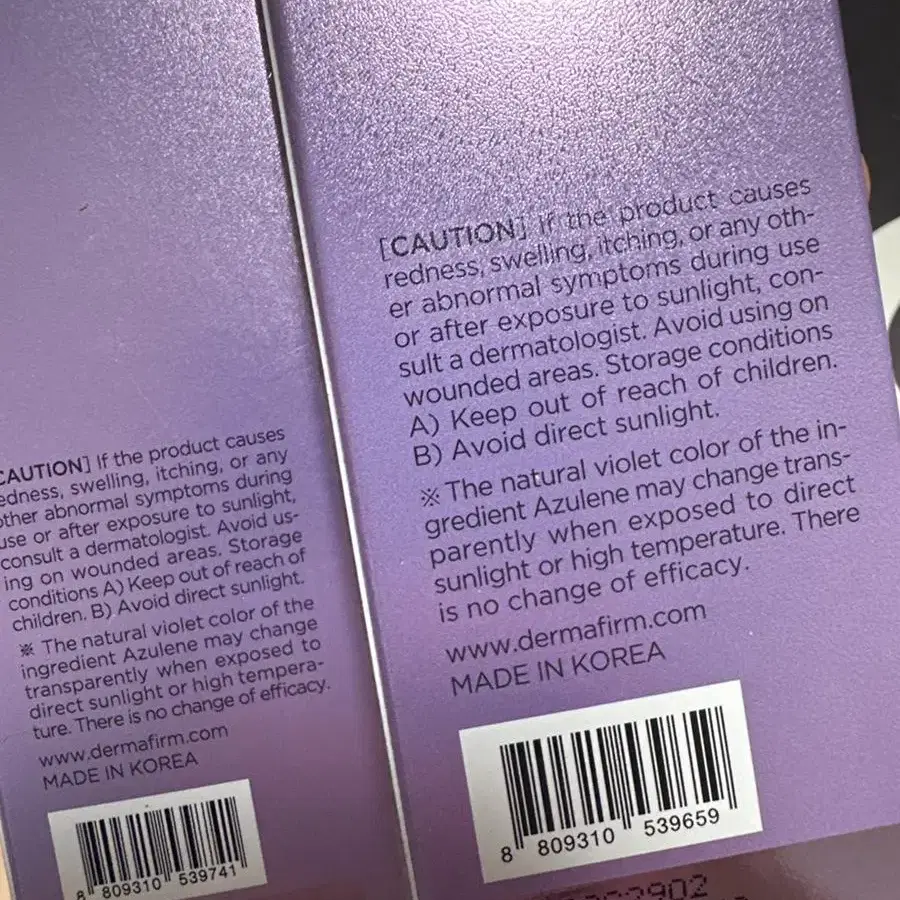 CAUTION] If the product causes
edness, swelling, itching, or any
other abnormal symptoms during
use or after exposure to sunlight,
consult a dermatologist. Avoid us-
ing on wounded areas. Storage
conditions A) Keep out of reach of
children. B) Avoid direct sunlight.
※ The natural violet color of the
ingredient Azulene may change
transparently when exposed to
direct sunlight or high tempera-
ture. There is no change of efficacy.
www.dermafirm.com
MADE IN KOREA
8 809310 539741
[CAUTION] If the product causes
redness, swelling, itching, or any oth-
er abnormal symptoms during use
or after exposure to sunlight, con-
sult a dermatologist. Avoid using on
wounded areas. Storage conditions
A) Keep out of reach of children.
B) Avoid direct sunlight.
※ The natural violet color of the in-
gredient Azulene may change trans-
parently when exposed to direct
sunlight or high temperature. There
is no change of efficacy.
www.dermafirm.com
MADE IN KOREA
8 809310 539659